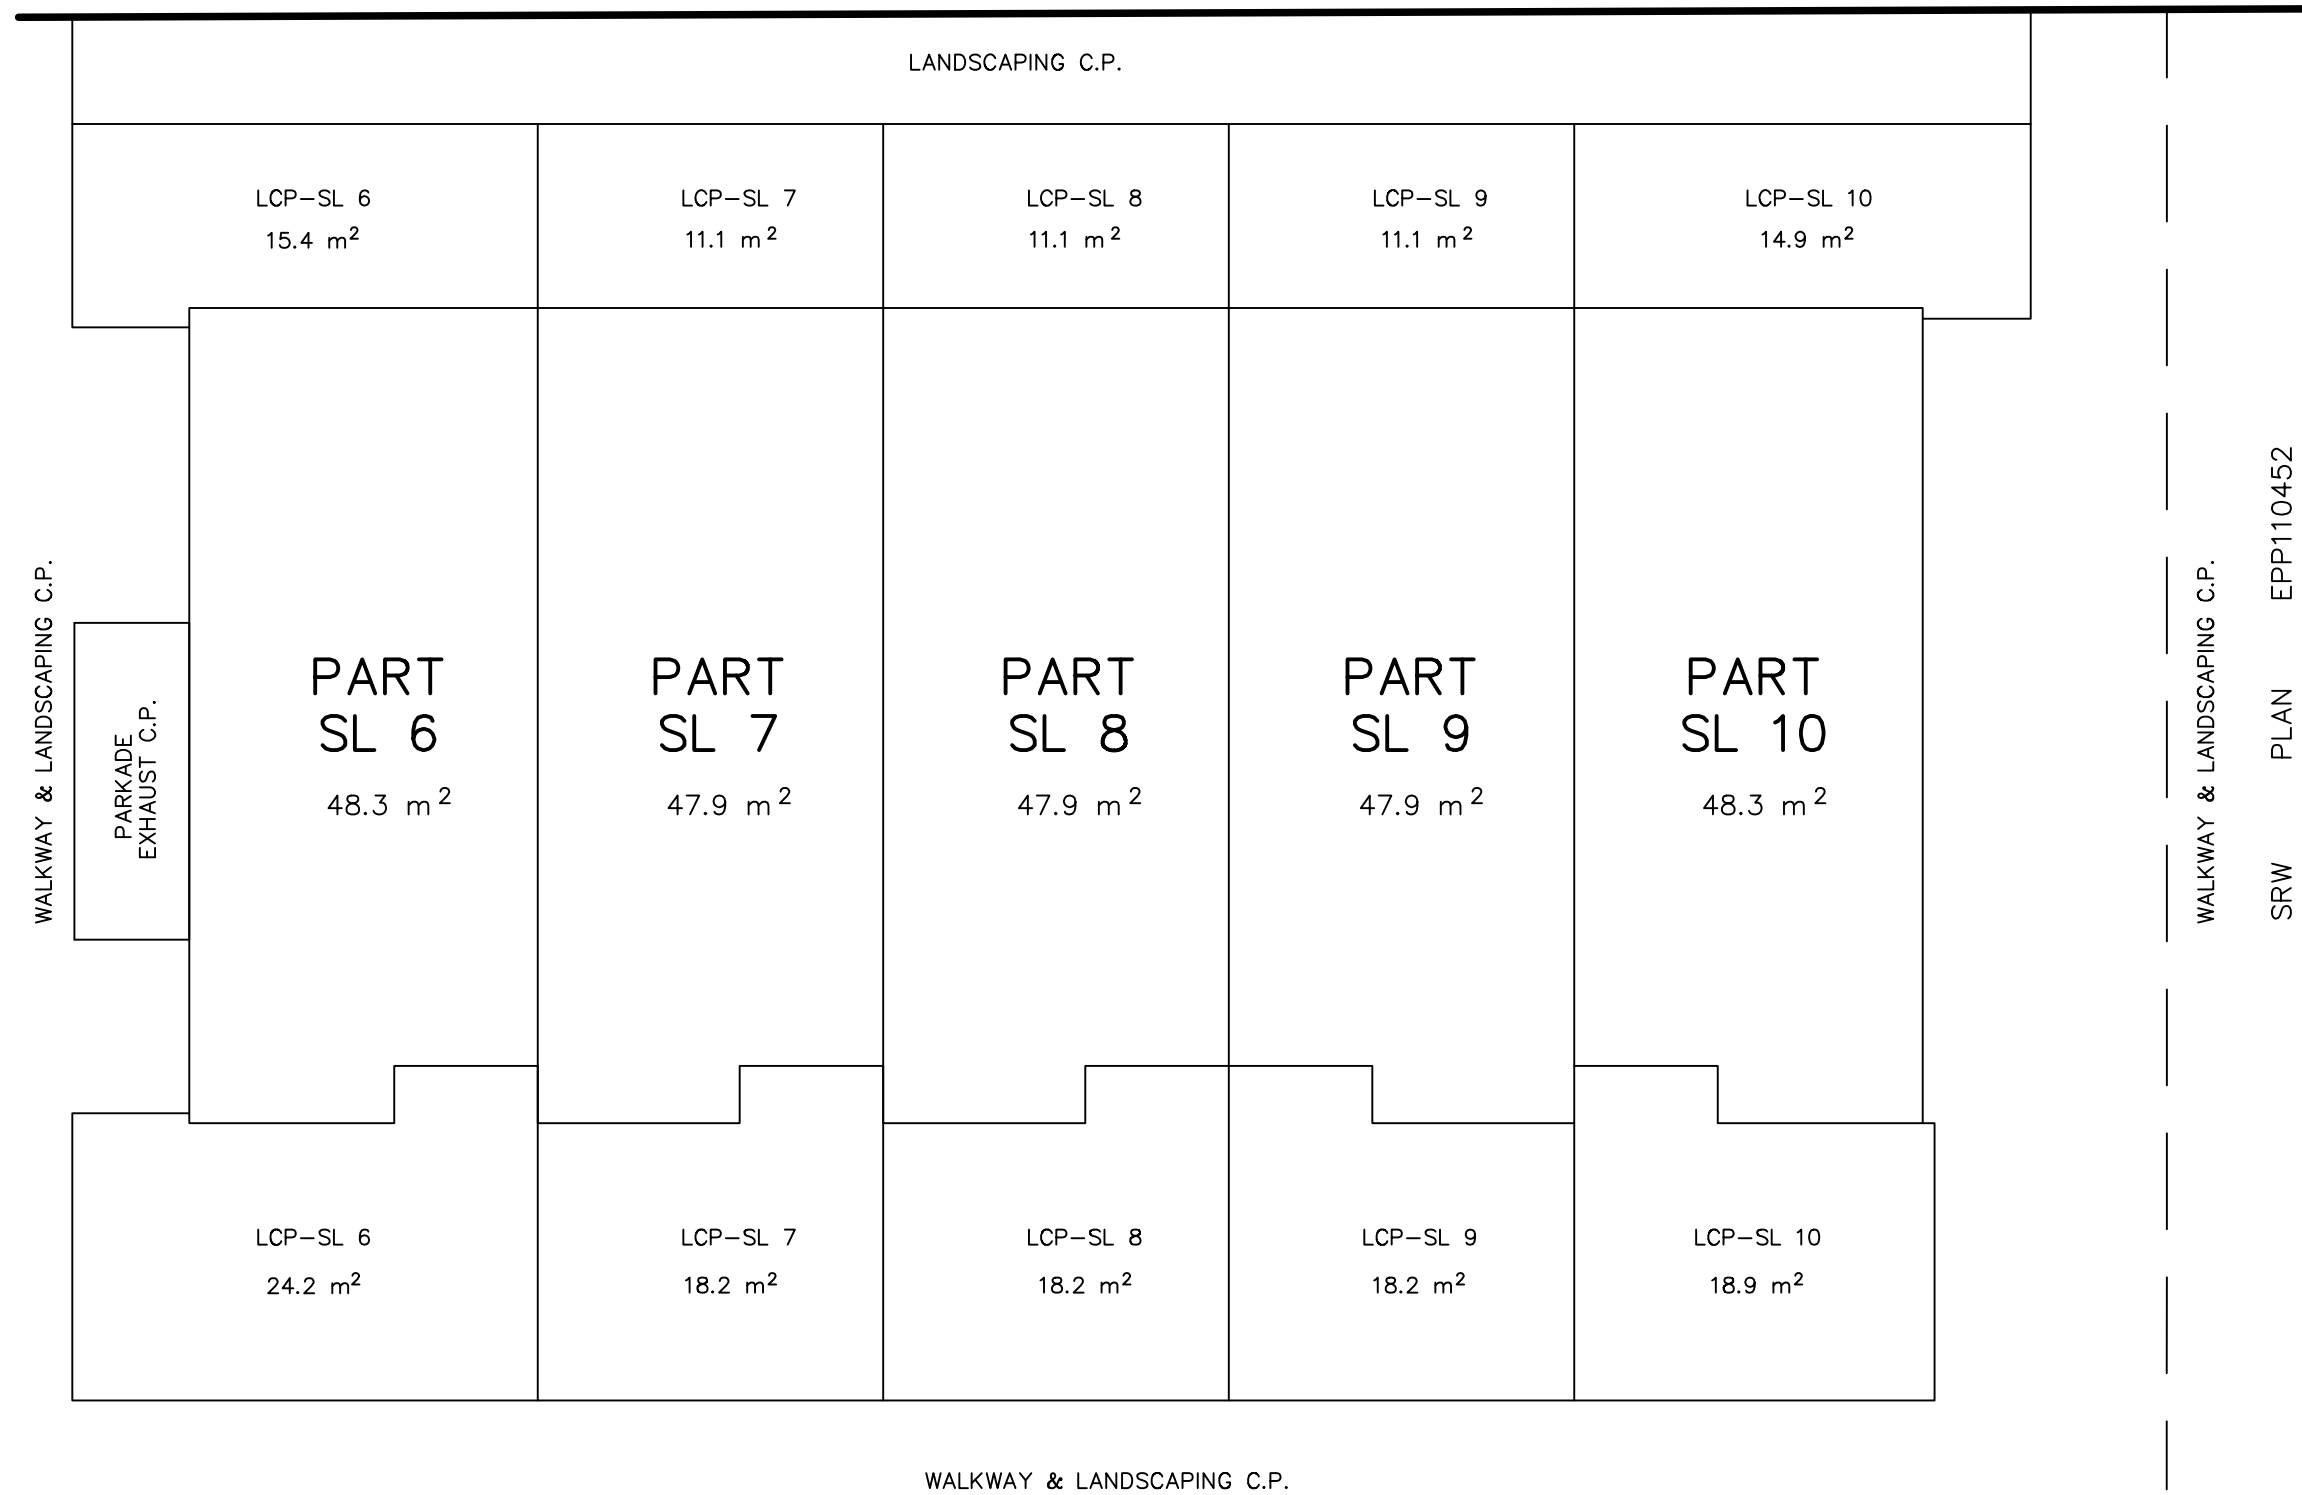 LANDSCAPING C.P.
LCP-SL 6
15.4 m²
LCP-SL 7
11.1 m²
LCP-SL 8
11.1 m²
LCP-SL 9
11.1 m²
LCP-SL 10
14.9 m²
WALKWAY & LANDSCAPING C.P.
PARKADE
EXHAUST C.P.
PART
SL 6
48.3 m²
PART
SL 7
47.9 m²
PART
SL 8
47.9 m²
PART
SL 9
47.9 m²
PART
SL 10
48.3 m²
WALKWAY & LANDSCAPING C.P.
SRW PLAN EPP110452
LCP-SL 6
24.2 m²
LCP-SL 7
18.2 m²
LCP-SL 8
18.2 m²
LCP-SL 9
18.2 m²
LCP-SL 10
18.9 m²
WALKWAY & LANDSCAPING C.P.